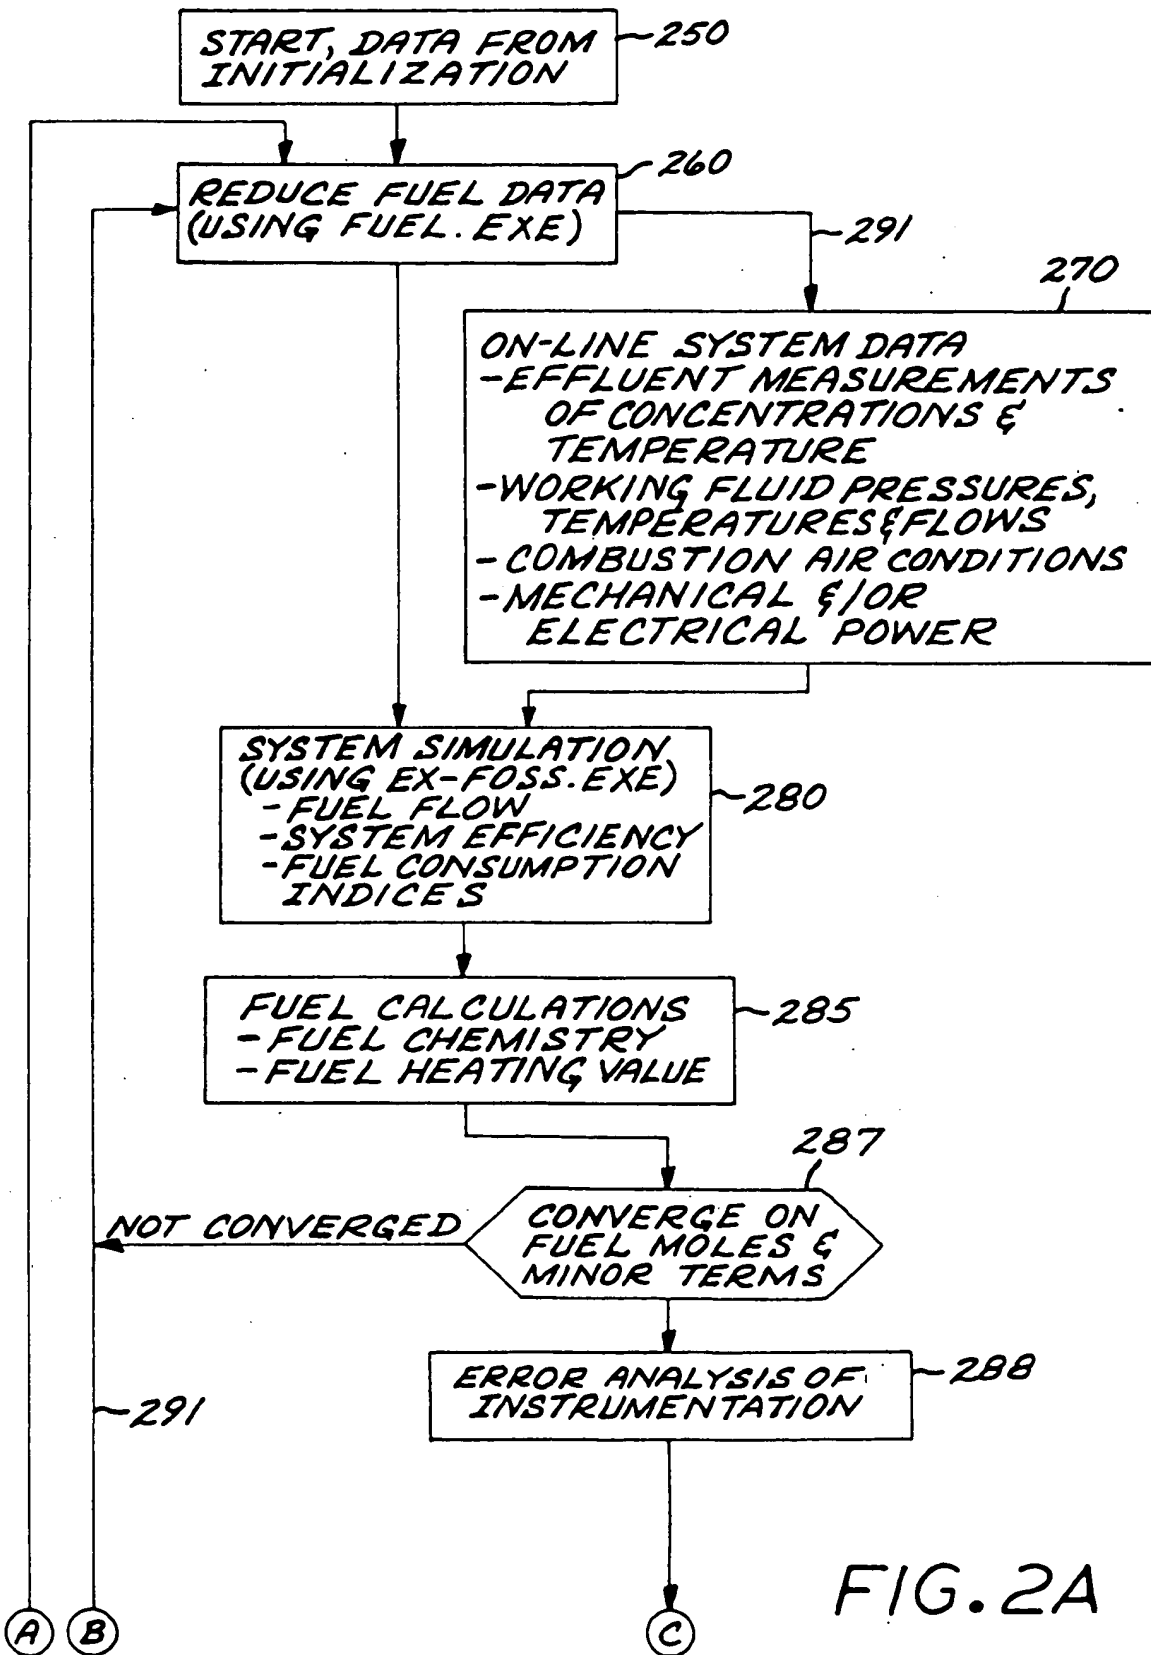 START, DATA FROM
INITIALIZATION
250
REDUCE FUEL DATA
(USING FUEL.EXE)
260
291
270
ON-LINE SYSTEM DATA
-EFFLUENT MEASUREMENTS
OF CONCENTRATIONS &
TEMPERATURE
-WORKING FLUID PRESSURES,
TEMPERATURES & FLOWS
-COMBUSTION AIR CONDITIONS
-MECHANICAL &/OR
ELECTRICAL POWER
SYSTEM SIMULATION
(USING EX-FOSS.EXE)
-FUEL FLOW
-SYSTEM EFFICIENCY
-FUEL CONSUMPTION
INDICES
280
FUEL CALCULATIONS
-FUEL CHEMISTRY
-FUEL HEATING VALUE
285
287
NOT CONVERGED
CONVERGE ON
FUEL MOLES &
MINOR TERMS
ERROR ANALYSIS OF
INSTRUMENTATION
288
291
A
B
C
FIG. 2A